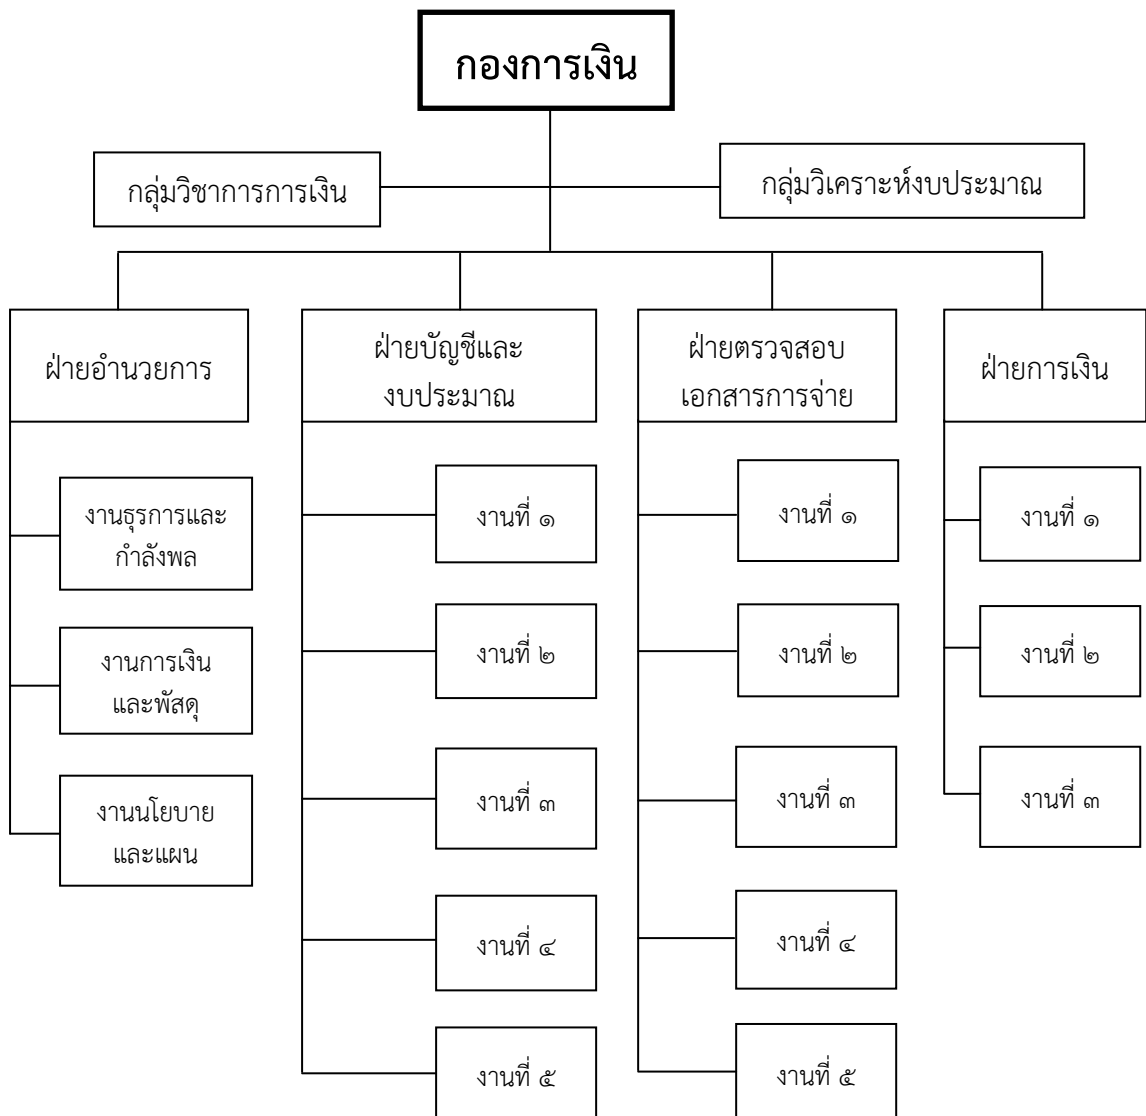 กองการเงิน
กลุ่มวิชาการการเงิน
กลุ่มวิเคราะห์งบประมาณ
ฝ่ายอำนวยการ
งานธุรการและ
กำลังพล
งานการเงิน
และพัสดุ
งานนโยบาย
และแผน
ฝ่ายบัญชีและ
งบประมาณ
งานที่ ๑
งานที่ ๒
งานที่ ๓
งานที่ ๔
งานที่ ๕
ฝ่ายตรวจสอบ
เอกสารการจ่าย
งานที่ ๑
งานที่ ๒
งานที่ ๓
งานที่ ๔
งานที่ ๕
ฝ่ายการเงิน
งานที่ ๑
งานที่ ๒
งานที่ ๓